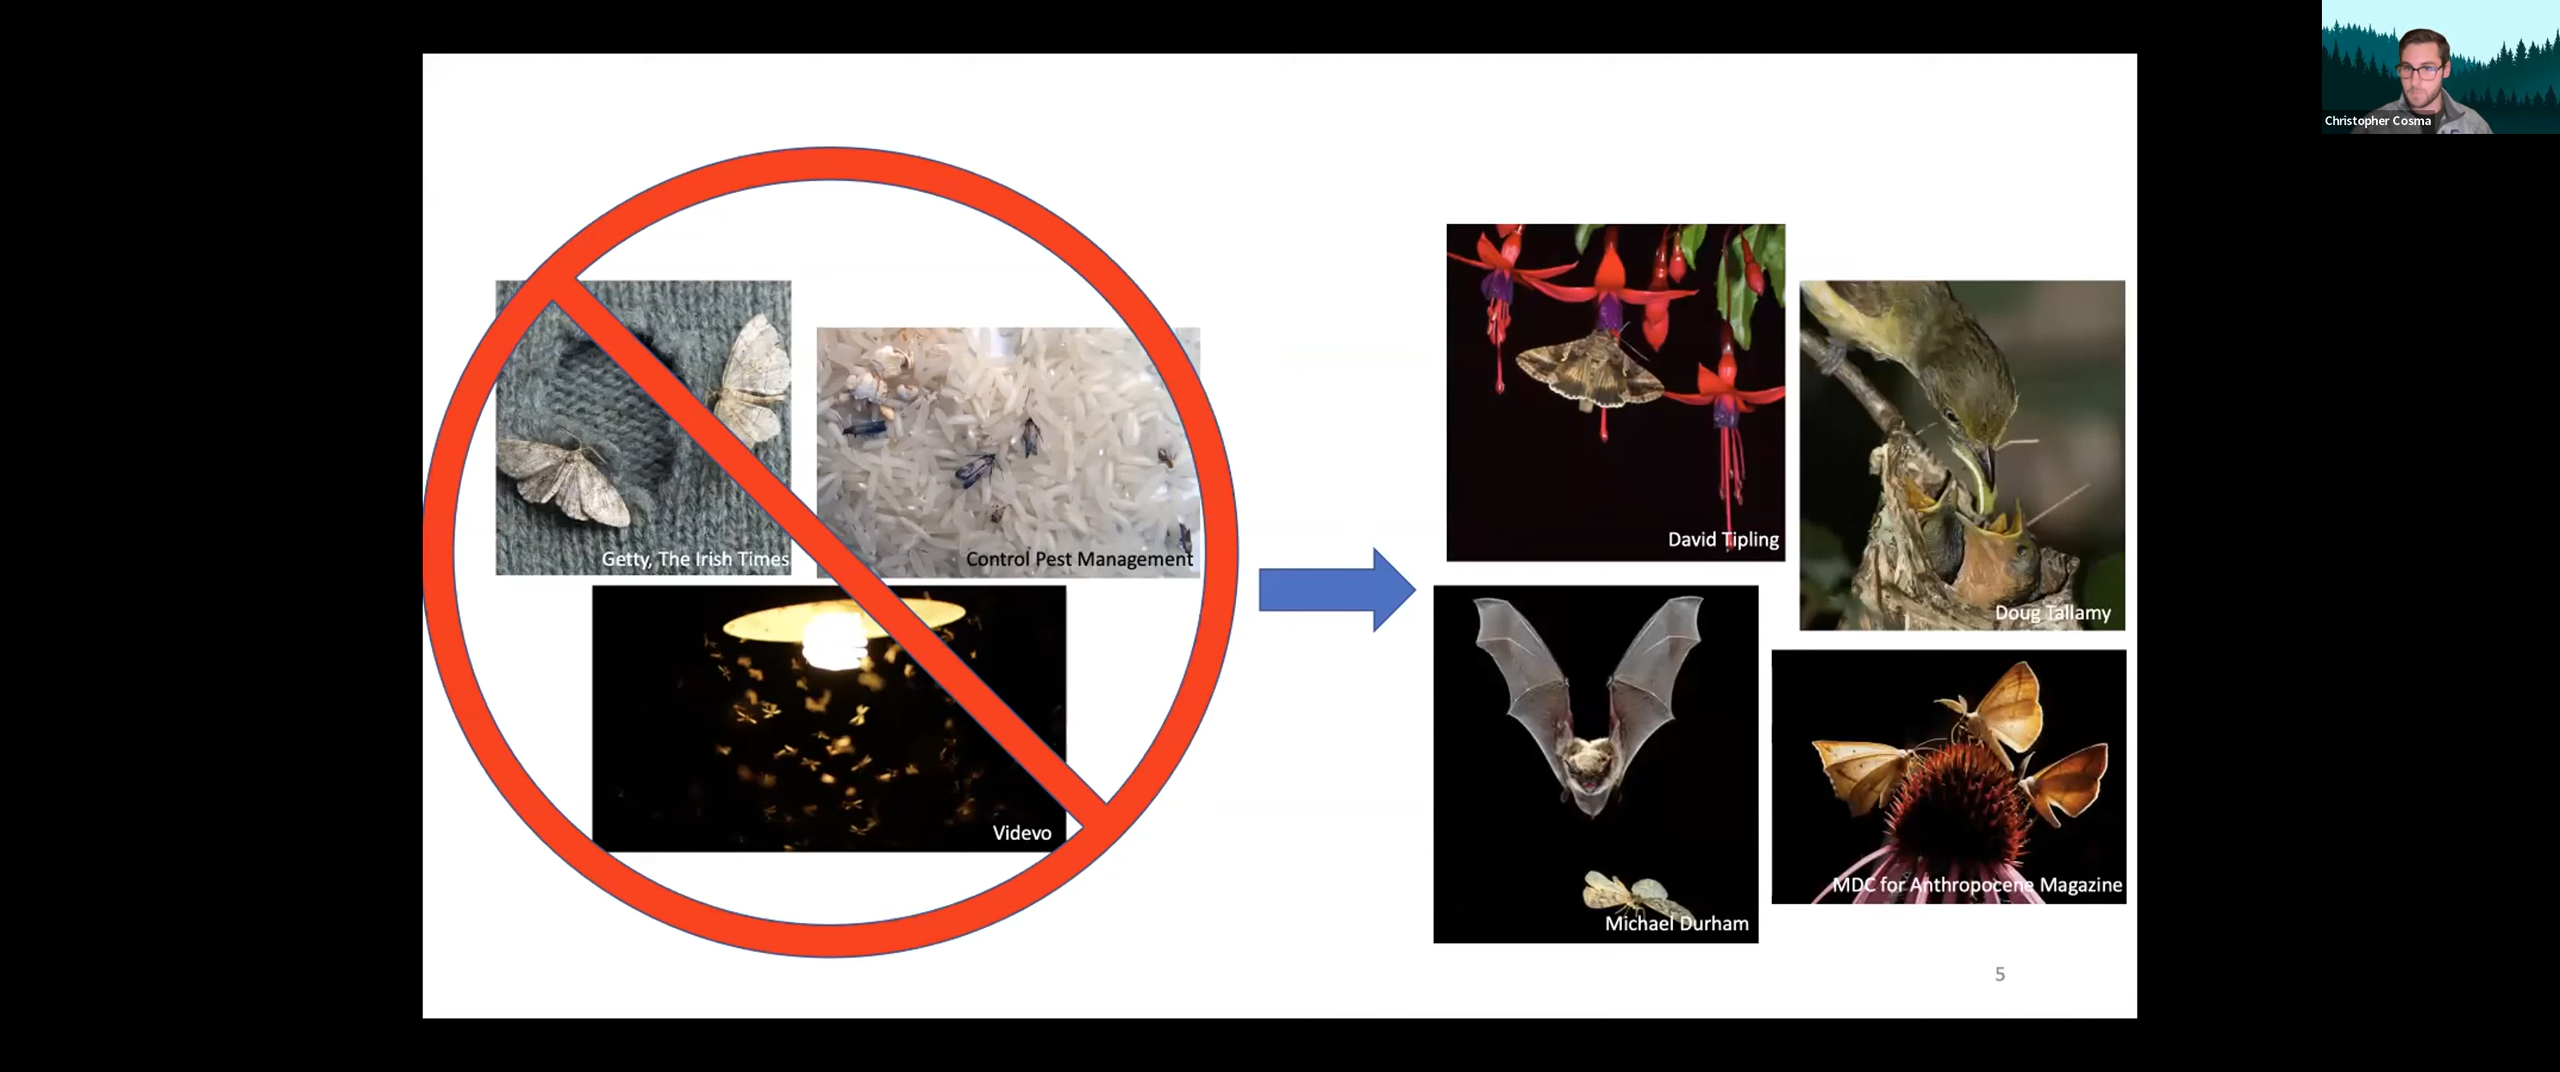 Christopher Cosma
Getty, The Irish Times
Control Pest Management
Videvo
David Tipling
Doug Tallamy
Michael Durham
MDC for Anthropocene Magazine
5